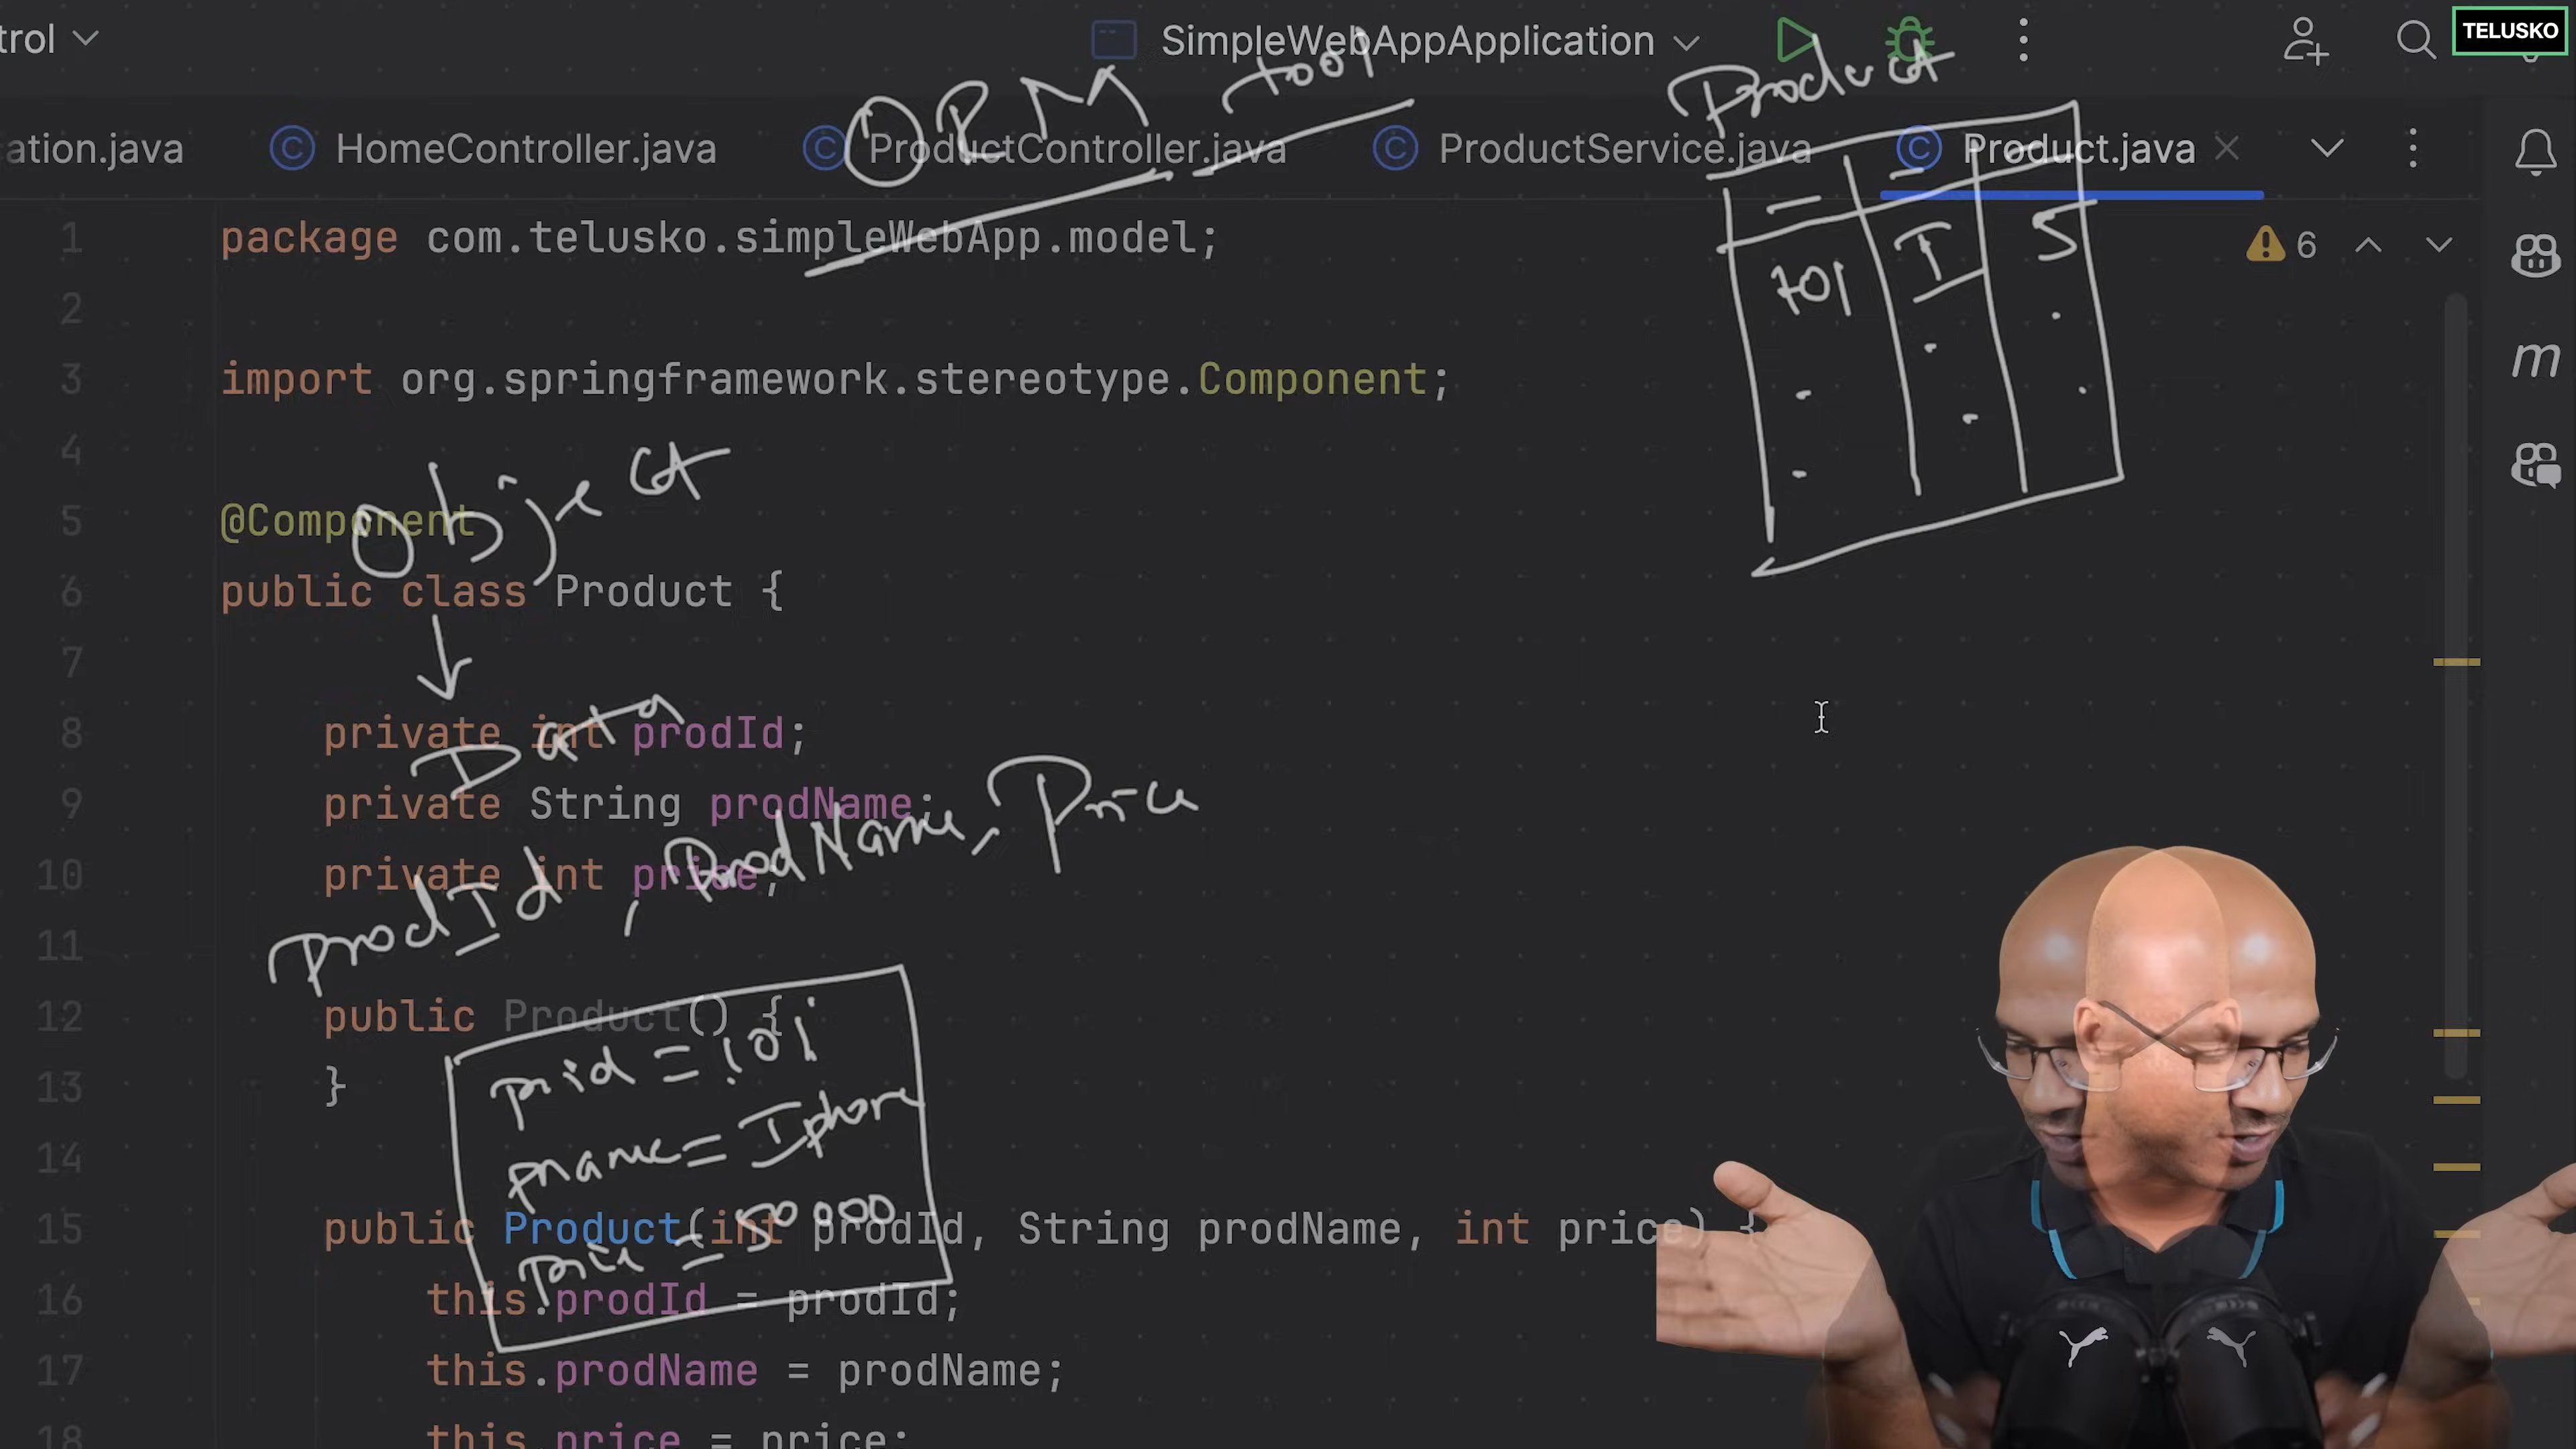 trol
SimpleWebAppApplication
TELUSKO
ORM tool
Product
ation.java
HomeController.java
ProductController.java
ProductService.java
Product.java
1 package com.telusko.simpleWebApp.model;
6
101 I 5
2
3 import org.springframework.stereotype.Component;
4
Object
5 @Component
6 public class Product {
7
8 private int prodId;
Data
9 private String prodName;
10 private int price;
prodId, ProdName, Price
11
12 public Product() {
prid = 101
13 }
pname = Iphone
14
15 public Product(int prodId, String prodName, int price) {
price = 50000
16 this.prodId = prodId;
17 this.prodName = prodName;
18 this.price = price;
m